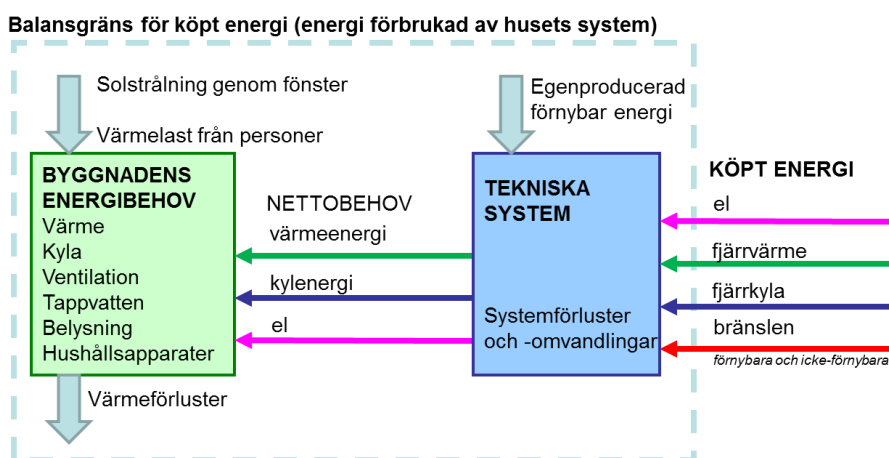 Balansgräns för köpt energi (energi förbrukad av husets system)
Solstrålning genom fönster
Värmelast från personer
Egenproducerad
förnybar energi
BYGGNADENS
ENERGIBEHOV
Värme
Kyla
Ventilation
Tappvatten
Belysning
Hushållsapparater
NETTOBEHOV
värmeenergi
kylenergi
el
TEKNISKA
SYSTEM
Systemförluster
och -omvandlingar
KÖPT ENERGI
el
fjärrvärme
fjärrkyla
bränslen
förnybara och icke-förnybara
Värmeförluster